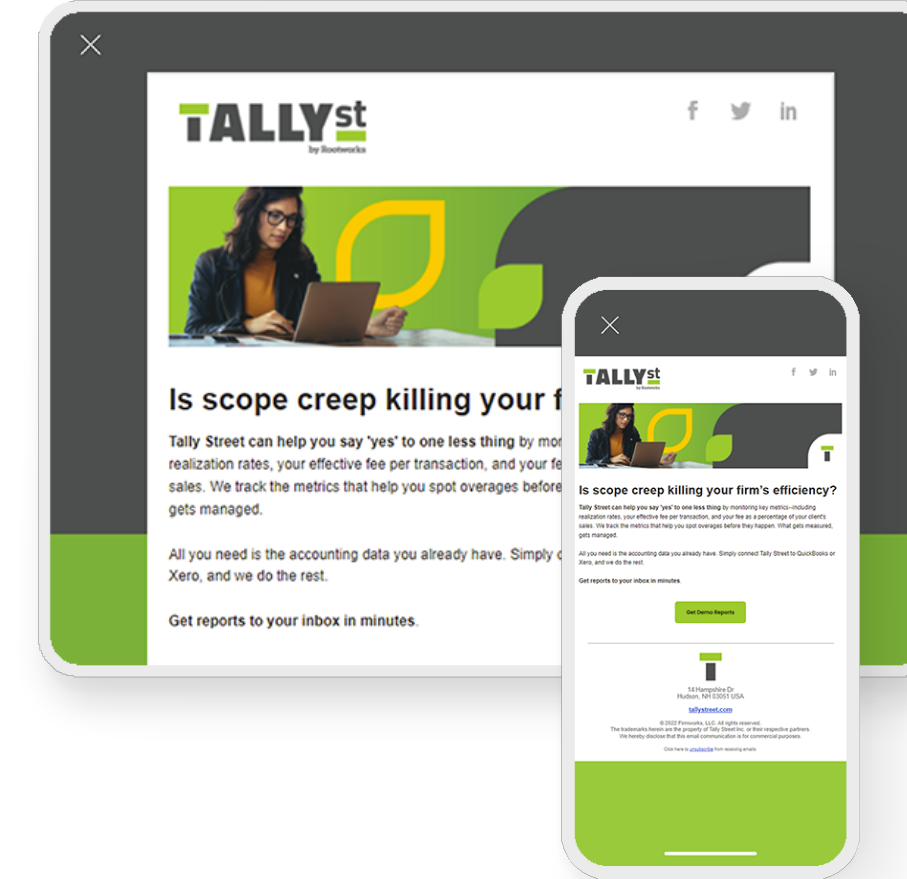 TALLYst
by Rootworks
f in
Is scope creep killing your f
Tally Street can help you say 'yes' to one less thing by mor
realization rates, your effective fee per transaction, and your fe
sales. We track the metrics that help you spot overages before
gets managed.
All you need is the accounting data you already have. Simply c
Xero, and we do the rest.
Get reports to your inbox in minutes.
TALLYst
by Rootworks
f in
Is scope creep killing your firm's efficiency?
Tally Street can help you say 'yes' to one less thing by monitoring key metrics--including
realization rates, your effective fee per transaction, and your fee as a percentage of your client's
sales. We track the metrics that help you spot overages before they happen. What gets measured,
gets managed.
All you need is the accounting data you already have. Simply connect Tally Street to QuickBooks or
Xero, and we do the rest.
Get reports to your inbox in minutes.
Get Demo Reports
14 Hampshire Dr
Hudson, NH 03051 USA
tallystreet.com
© 2022 Firmworks, LLC. All rights reserved.
The trademarks herein are the property of Tally Street Inc. or their respective partners.
We hereby disclose that this email communication is for commercial purposes.
Click here to unsubscribe from receiving emails.